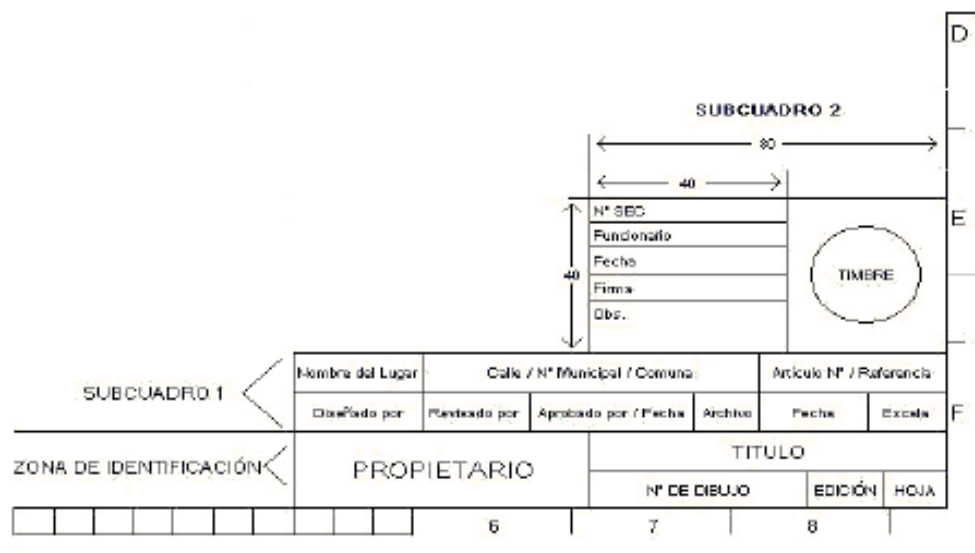 D
SUBCUADRO 2
80
40
N° SEC
E
Funcionario
Fecha
40
TIMBRE
Firma
Obs.
Nombre del Lugar Calle / N° Municipal / Comuna Artículo N° / Referencia
SUBCUADRO 1
Diseñado por Revisado por Aprobado por / Fecha Archivo Fecha Escala F
TITULO
ZONA DE IDENTIFICACIÓN PROPIETARIO
N° DE DIBUJO EDICIÓN HOJA
6 7 8